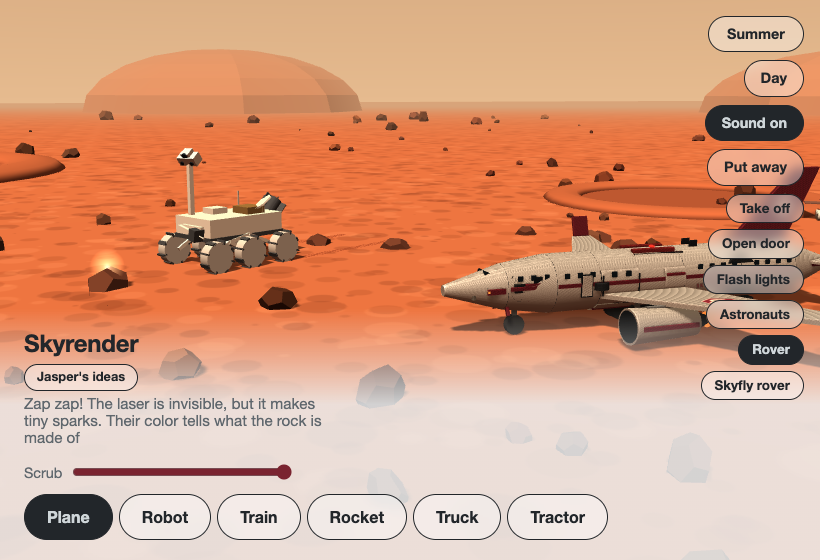 Summer
Day
Sound on
Put away
Take off
Open door
Flash lights
Astronauts
Rover
Skyfly rover
Skyrender
Jasper's ideas
Zap zap! The laser is invisible, but it makes
tiny sparks. Their color tells what the rock is
made of
Scrub
Plane
Robot
Train
Rocket
Truck
Tractor